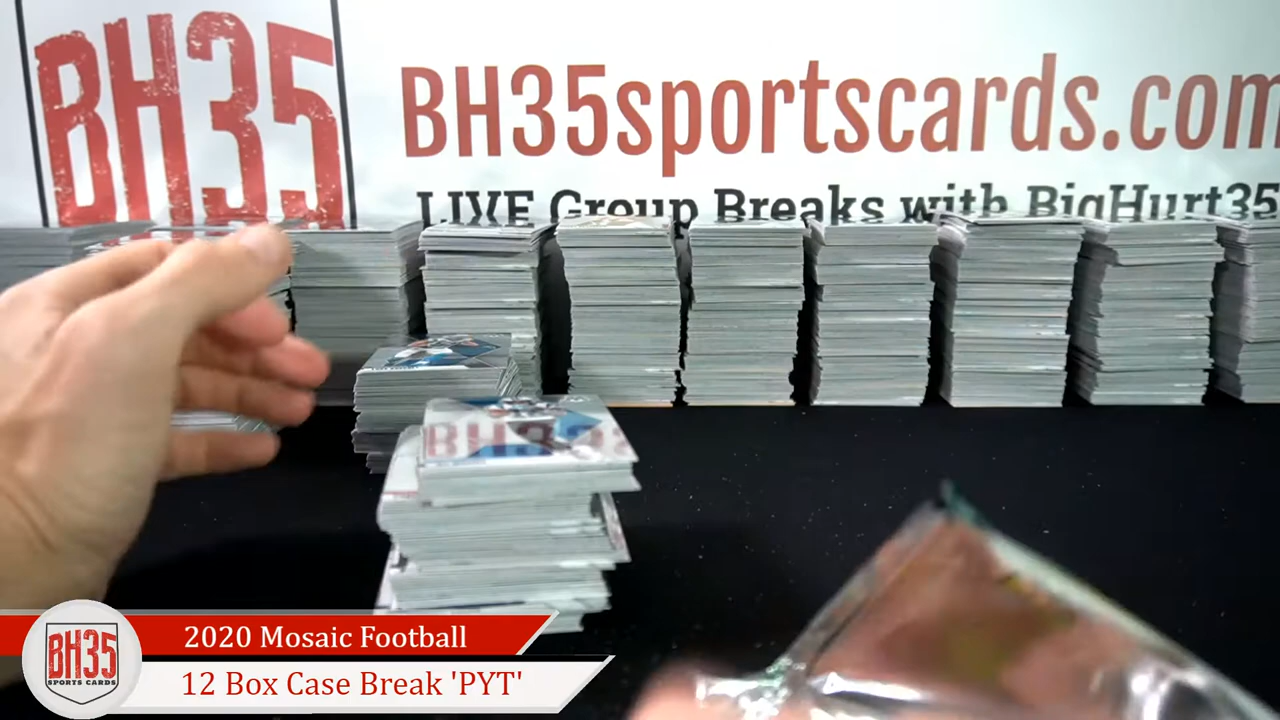 BH35
BH35sportscards.com
LIVE Group Breaks with BigHurt35
BH35
SPORTS CARDS
2020 Mosaic Football
12 Box Case Break 'PYT'